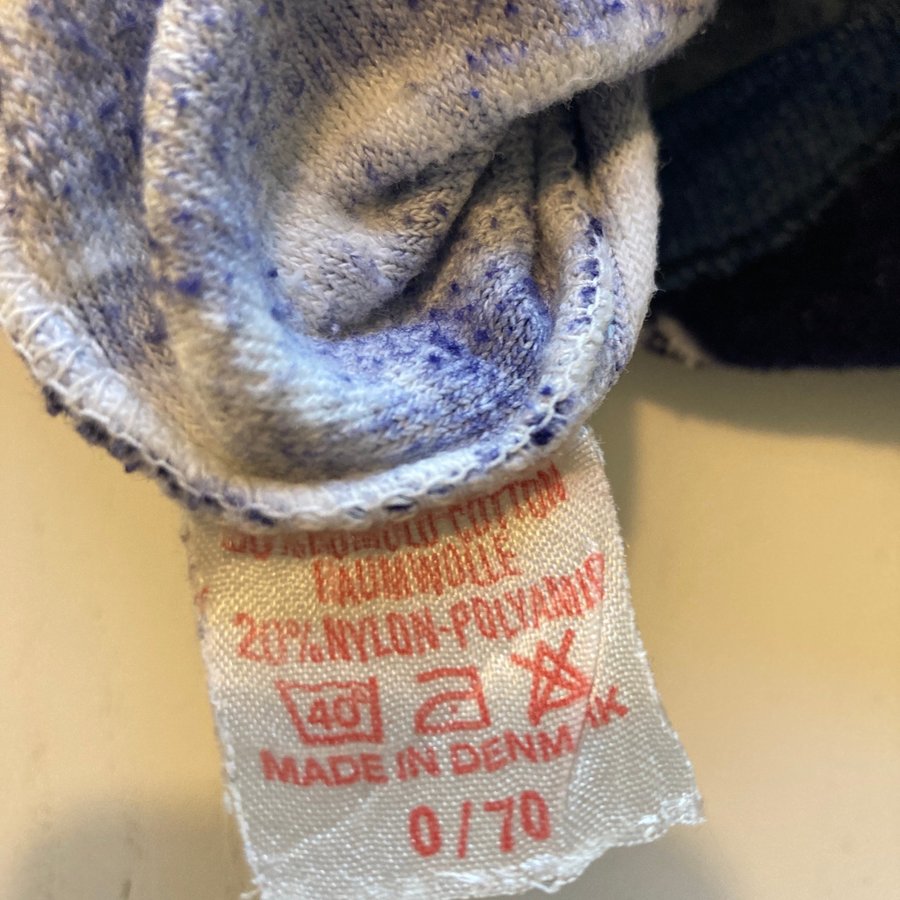 COTTON
BAUMWOLLE
20% NYLON-POLYAMID
40
MADE IN DENMARK
0/70